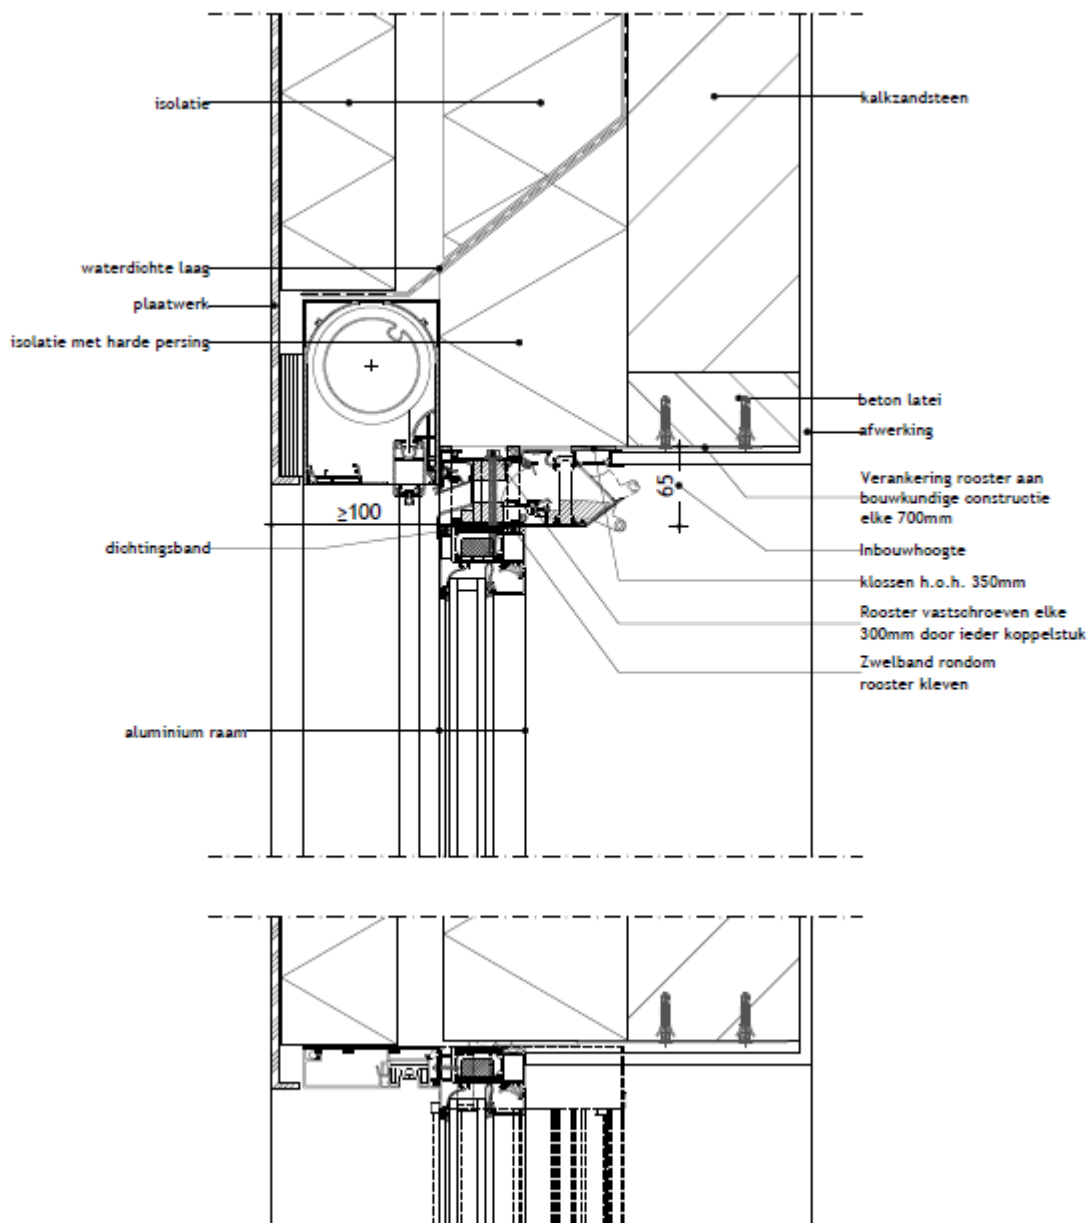 isolatie
kalkzandsteen
waterdichte laag
plaatwerk
isolatie met harde persing
beton latei
afwerking
Verankering rooster aan
bouwkundige constructie
elke 700mm
65
≥100
dichtingsband
Inbouwhoogte
klossen h.o.h. 350mm
Rooster vastschroeven elke
300mm door ieder koppelstuk
Zwelband rondom
rooster kleven
aluminium raam